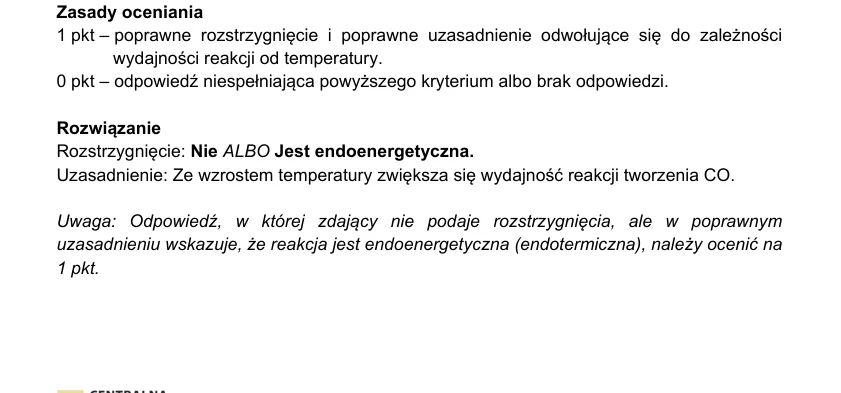 Zasady oceniania
1 pkt – poprawne rozstrzygnięcie i poprawne uzasadnienie odwołujące się do zależności
wydajności reakcji od temperatury.
0 pkt – odpowiedź niespełniająca powyższego kryterium albo brak odpowiedzi.
Rozwiązanie
Rozstrzygnięcie: Nie ALBO Jest endoenergetyczna.
Uzasadnienie: Ze wzrostem temperatury zwiększa się wydajność reakcji tworzenia CO.
Uwaga: Odpowiedź, w której zdający nie podaje rozstrzygnięcia, ale w poprawnym
uzasadnieniu wskazuje, że reakcja jest endoenergetyczna (endotermiczna), należy ocenić na
1 pkt.
CENTRALNA